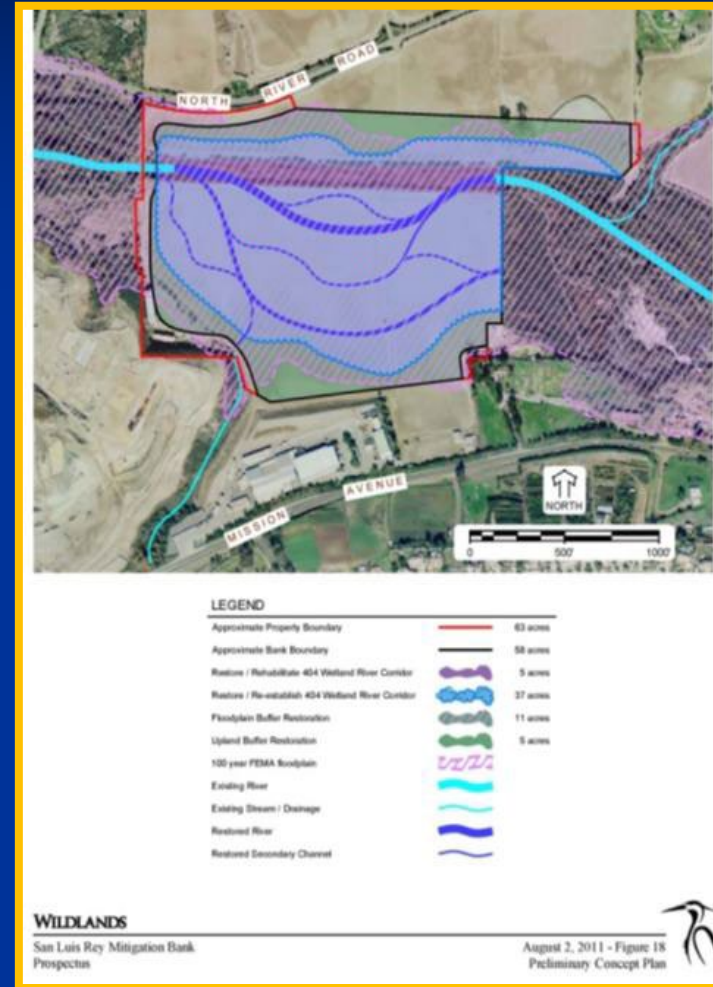 NORTH RIVER ROAD
MISSION AVENUE
NORTH
0 500' 1000'
LEGEND
Approximate Property Boundary 63 acres
Approximate Bank Boundary 58 acres
Restore / Rehabilitate 404 Wetland River Corridor 5 acres
Restore / Re-establish 404 Wetland River Corridor 37 acres
Floodplain Buffer Restoration 11 acres
Upland Buffer Restoration 5 acres
100 year FEMA floodplain
Existing River
Existing Stream / Drainage
Restored River
Restored Secondary Channel
WILDLANDS
San Luis Rey Mitigation Bank August 2, 2011 - Figure 18
Prospectus Preliminary Concept Plan